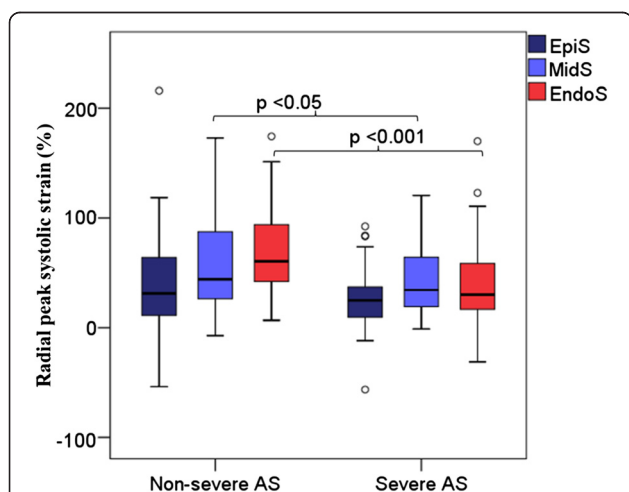 EpiS
MidS
EndoS
Radial peak systolic strain (%)
200
100
0
-100
p <0.05
p <0.001
Non-severe AS
Severe AS